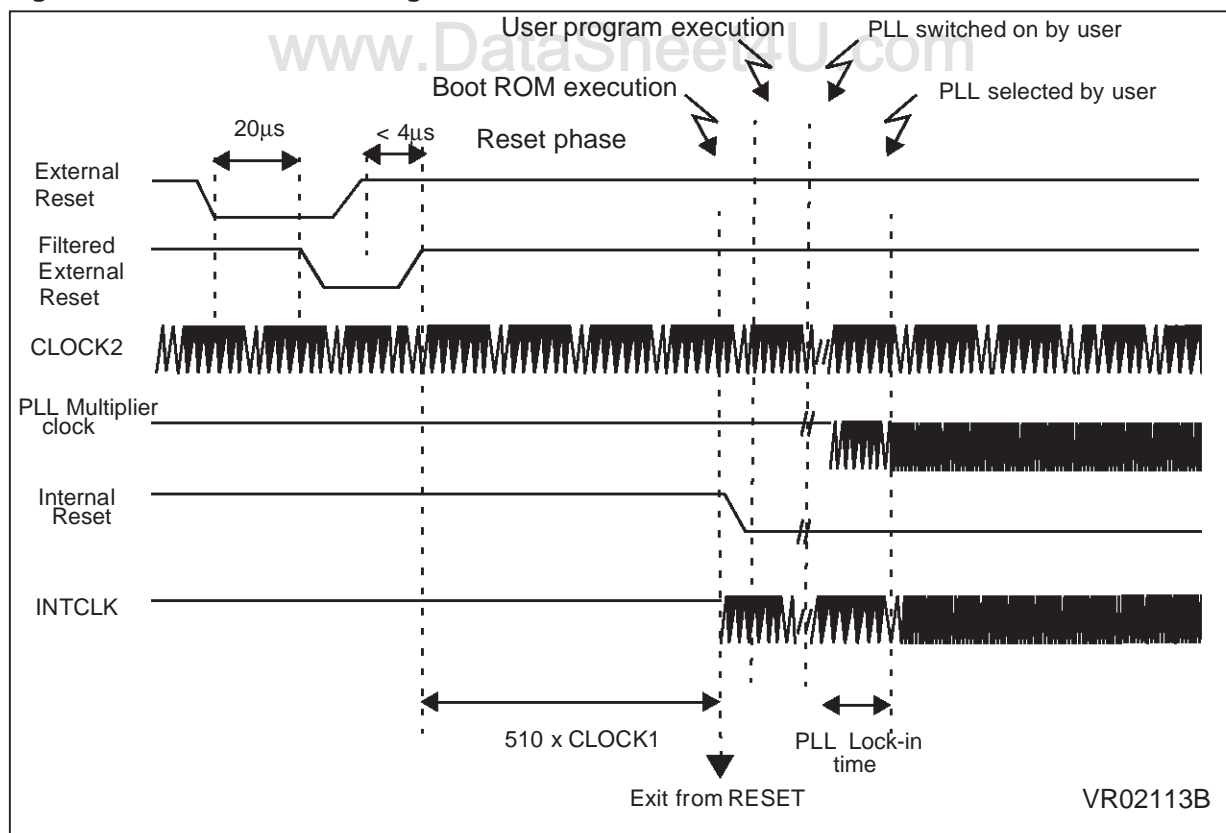 www.DataSheet4U.com
User program execution
PLL switched on by user
Boot ROM execution
PLL selected by user
20µs
< 4µs
Reset phase
External
Reset
Filtered
External
Reset
CLOCK2
PLL Multiplier
clock
Internal
Reset
INTCLK
510 x CLOCK1
PLL Lock-in
time
Exit from RESET
VR02113B